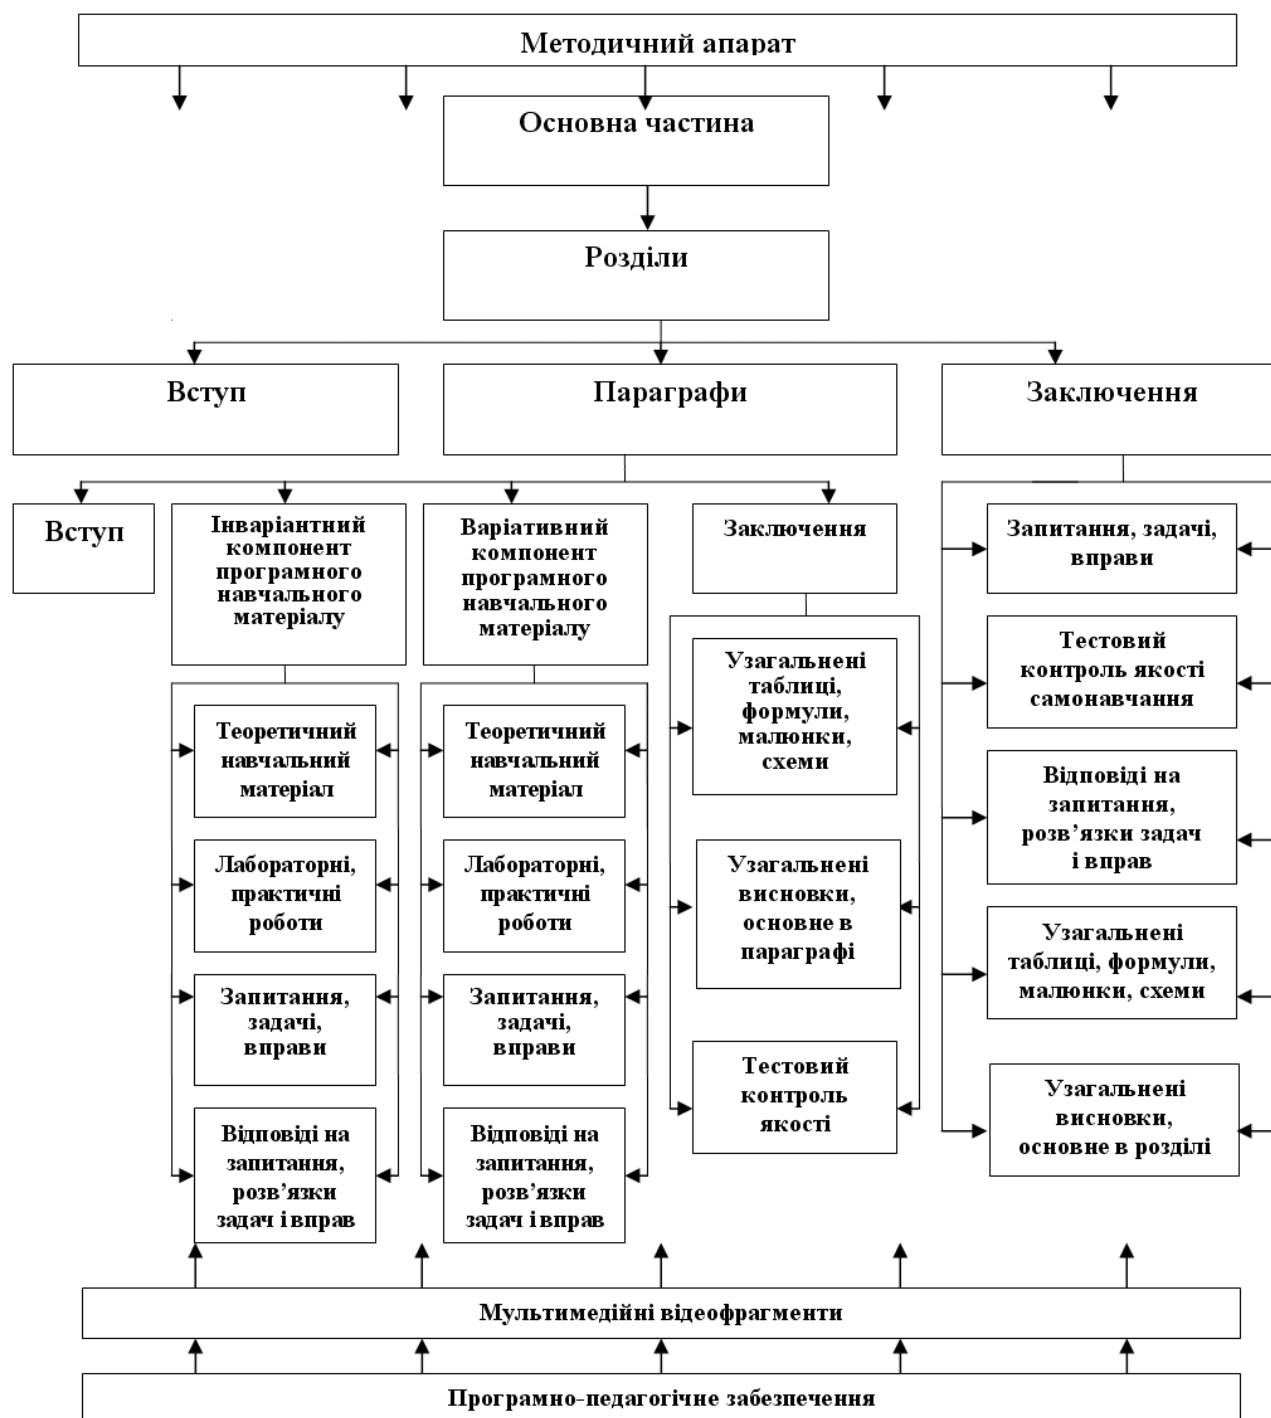 Методичний апарат
Основна частина
Розділи
Вступ
Параграфи
Заключення
Вступ
Інваріантний
компонент
програмного
навчального
матеріалу
Варіативний
компонент
програмного
навчального
матеріалу
Заключення
Запитання, задачі,
вправи
Тестовий
контроль якості
самонавчання
Відповіді на
запитання,
розв’язки задач
і вправ
Узагальнені
таблиці, формули,
малюнки, схеми
Узагальнені
висновки,
основне в розділі
Узагальнені
таблиці,
формули,
малюнки,
схеми
Узагальнені
висновки,
основне в
параграфі
Тестовий
контроль
якості
Теоретичний
навчальний
матеріал
Лабораторні,
практичні
роботи
Запитання,
задачі,
вправи
Відповіді на
запитання,
розв’язки
задач і вправ
Теоретичний
навчальний
матеріал
Лабораторні,
практичні
роботи
Запитання,
задачі,
вправи
Відповіді на
запитання,
розв’язки
задач і вправ
Мультимедійні відеофрагменти
Програмно-педагогічне забезпечення